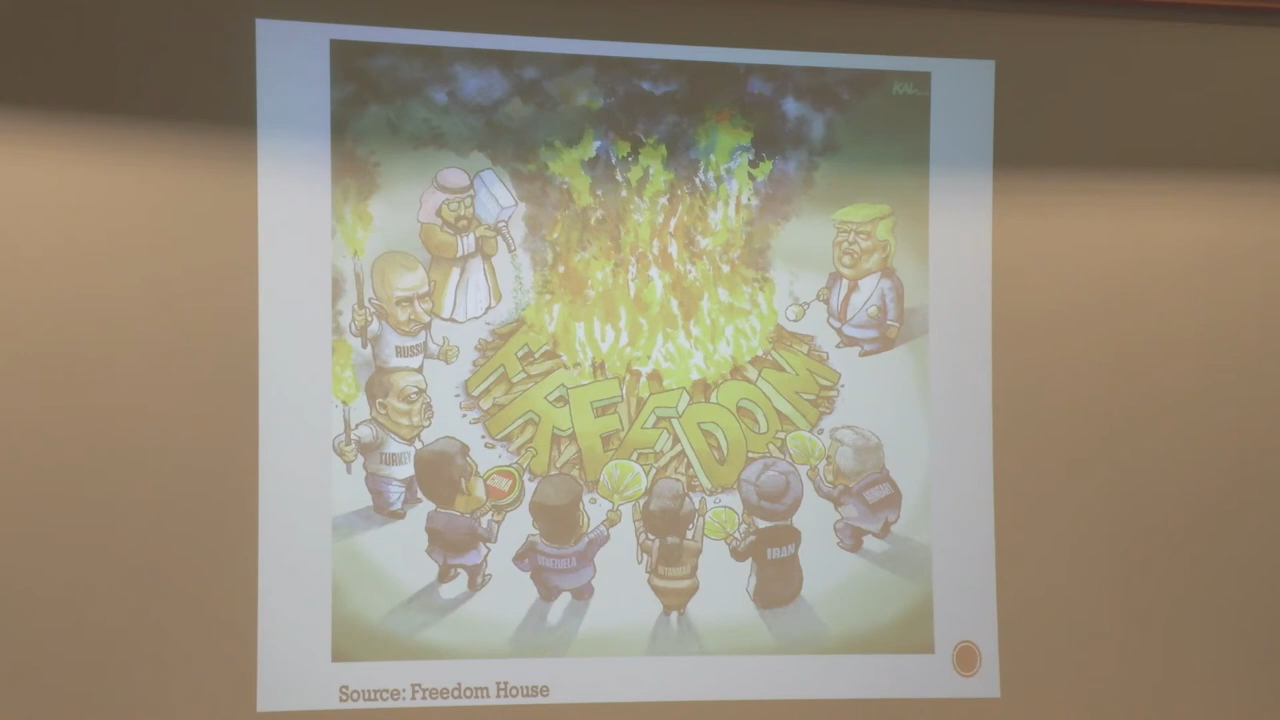 KAL
RUSSIA
TURKEY
FREEDOM
CHINA
VENEZUELA
IRAN
Source: Freedom House